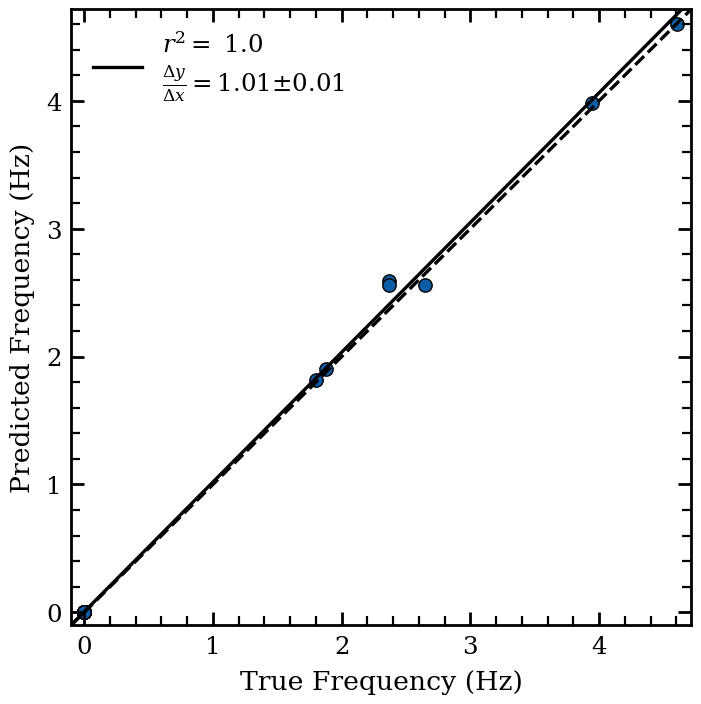 r² = 1.0
Δy/Δx = 1.01±0.01
Predicted Frequency (Hz)
4
3
2
1
0
0 1 2 3 4
True Frequency (Hz)